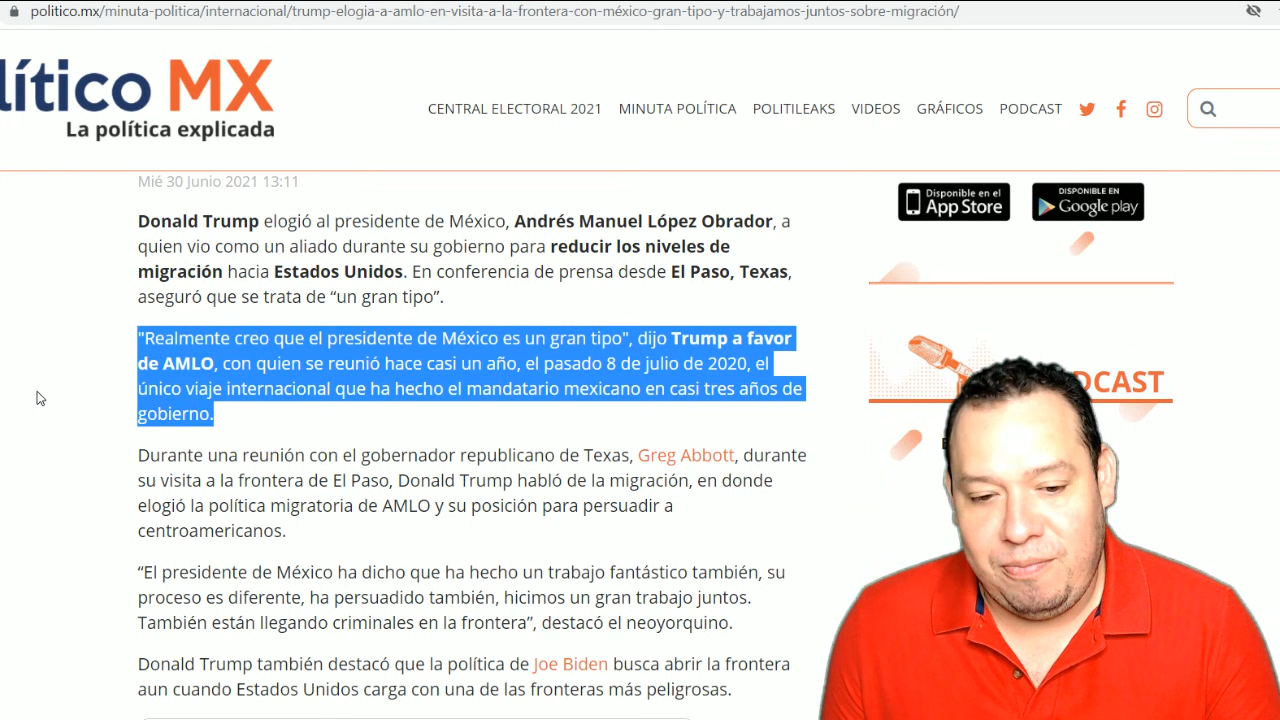 politico.mx/minuta-politica/internacional/trump-elogia-a-amlo-en-visita-a-la-frontera-con-méxico-gran-tipo-y-trabajamos-juntos-sobre-migración/
lítico MX
La política explicada
CENTRAL ELECTORAL 2021 MINUTA POLÍTICA POLITILEAKS VIDEOS GRÁFICOS PODCAST
Mié 30 Junio 2021 13:11
Donald Trump elogió al presidente de México, Andrés Manuel López Obrador, a
quien vio como un aliado durante su gobierno para reducir los niveles de
migración hacia Estados Unidos. En conferencia de prensa desde El Paso, Texas,
aseguró que se trata de “un gran tipo”.
"Realmente creo que el presidente de México es un gran tipo", dijo Trump a favor
de AMLO, con quien se reunió hace casi un año, el pasado 8 de julio de 2020, el
único viaje internacional que ha hecho el mandatario mexicano en casi tres años de
gobierno.
Durante una reunión con el gobernador republicano de Texas, Greg Abbott, durante
su visita a la frontera de El Paso, Donald Trump habló de la migración, en donde
elogió la política migratoria de AMLO y su posición para persuadir a
centroamericanos.
“El presidente de México ha dicho que ha hecho un trabajo fantástico también, su
proceso es diferente, ha persuadido también, hicimos un gran trabajo juntos.
También están llegando criminales en la frontera”, destacó el neoyorquino.
Donald Trump también destacó que la política de Joe Biden busca abrir la frontera
aun cuando Estados Unidos carga con una de las fronteras más peligrosas.
Disponible en el
App Store
DISPONIBLE EN
Google play
DCAST